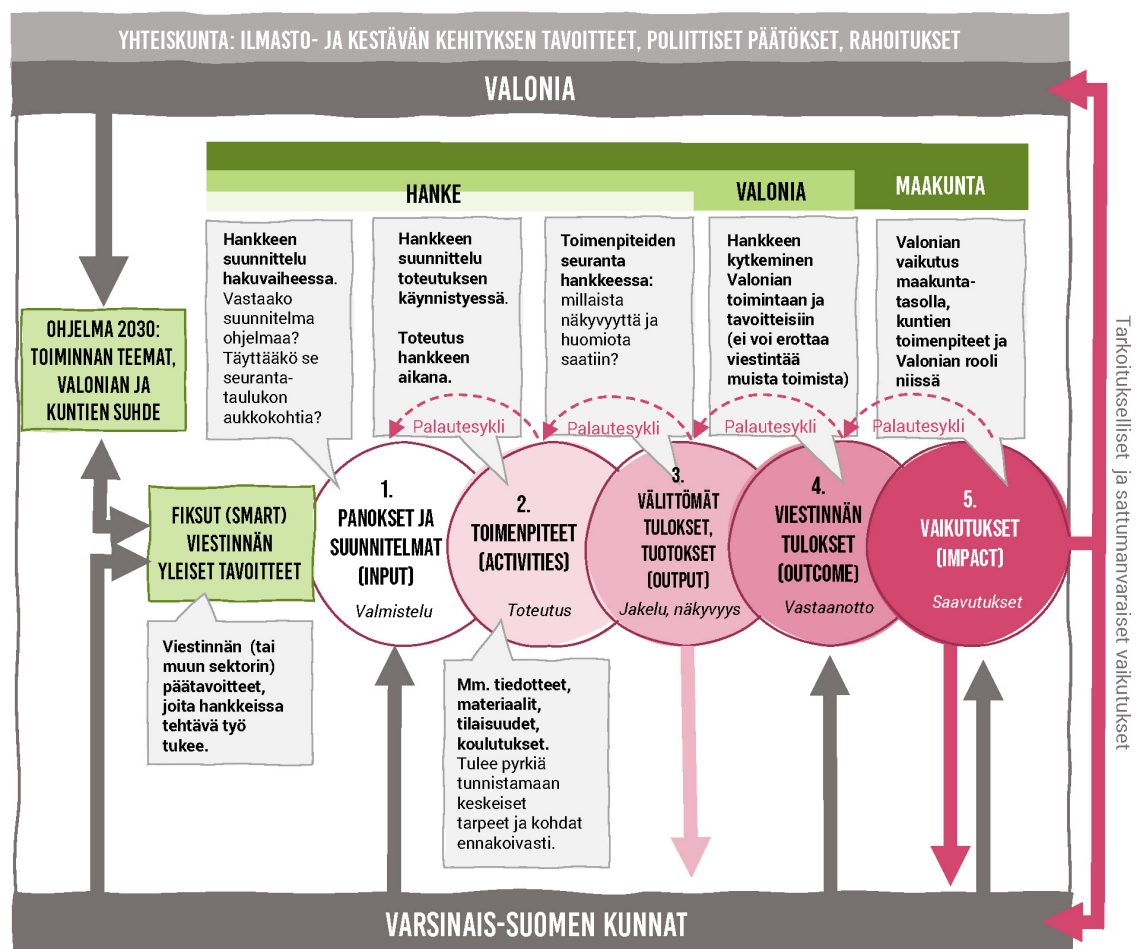 YHTEISKUNTA: ILMASTO- JA KESTÄVÄN KEHITYKSEN TAVOITTEET, POLIITTISET PÄÄTÖKSET, RAHOITUKSET
VALONIA
HANKE
VALONIA
MAAKUNTA
Hankkeen
suunnittelu
hakuvaiheessa.
Vastaako
suunnitelma
ohjelmaa?
Täyttääkö se
seuranta-
taulukon
aukkokohtia?
Hankkeen
suunnittelu
toteutuksen
käynnistyessä.
Toteutus
hankkeen
aikana.
Toimenpiteiden
seuranta
hankkeessa:
millaista
näkyvyyttä ja
huomiota
saatiin?
Hankkeen
kytkeminen
Valonian
toimintaan ja
tavoitteisiin
(ei voi erottaa
viestintää
muista toimista)
Valonian
vaikutus
maakunta-
tasolla,
kuntien
toimenpiteet ja
Valonian rooli
niissä
OHJELMA 2030:
TOIMINNAN TEEMAT,
VALONIAN JA
KUNTIEN SUHDE
Palautesykli
Palautesykli
Palautesykli
Palautesykli
FIKSUT (SMART)
VIESTINNÄN
YLEISET TAVOITTEET
1.
PANOKSET JA
SUUNNITELMAT
(INPUT)
Valmistelu
2.
TOIMENPITEET
(ACTIVITIES)
Toteutus
3.
VÄLITTÖMÄT
TULOKSET,
TUOTOKSET
(OUTPUT)
Jakelu, näkyvyys
4.
VIESTINNÄN
TULOKSET
(OUTCOME)
Vastaanotto
5.
VAIKUTUKSET
(IMPACT)
Saavutukset
Viestinnän (tai
muun sektorin)
päätavoitteet,
joita hankkeissa
tehtävä työ
tukee.
Mm. tiedotteet,
materiaalit,
tilaisuudet,
koulutukset.
Tulee pyrkiä
tunnistamaan
keskeiset
tarpeet ja kohdat
ennakoivasti.
Tarkoitukselliset ja sattumanvaraiset vaikutukset
VARSINAIS-SUOMEN KUNNAT